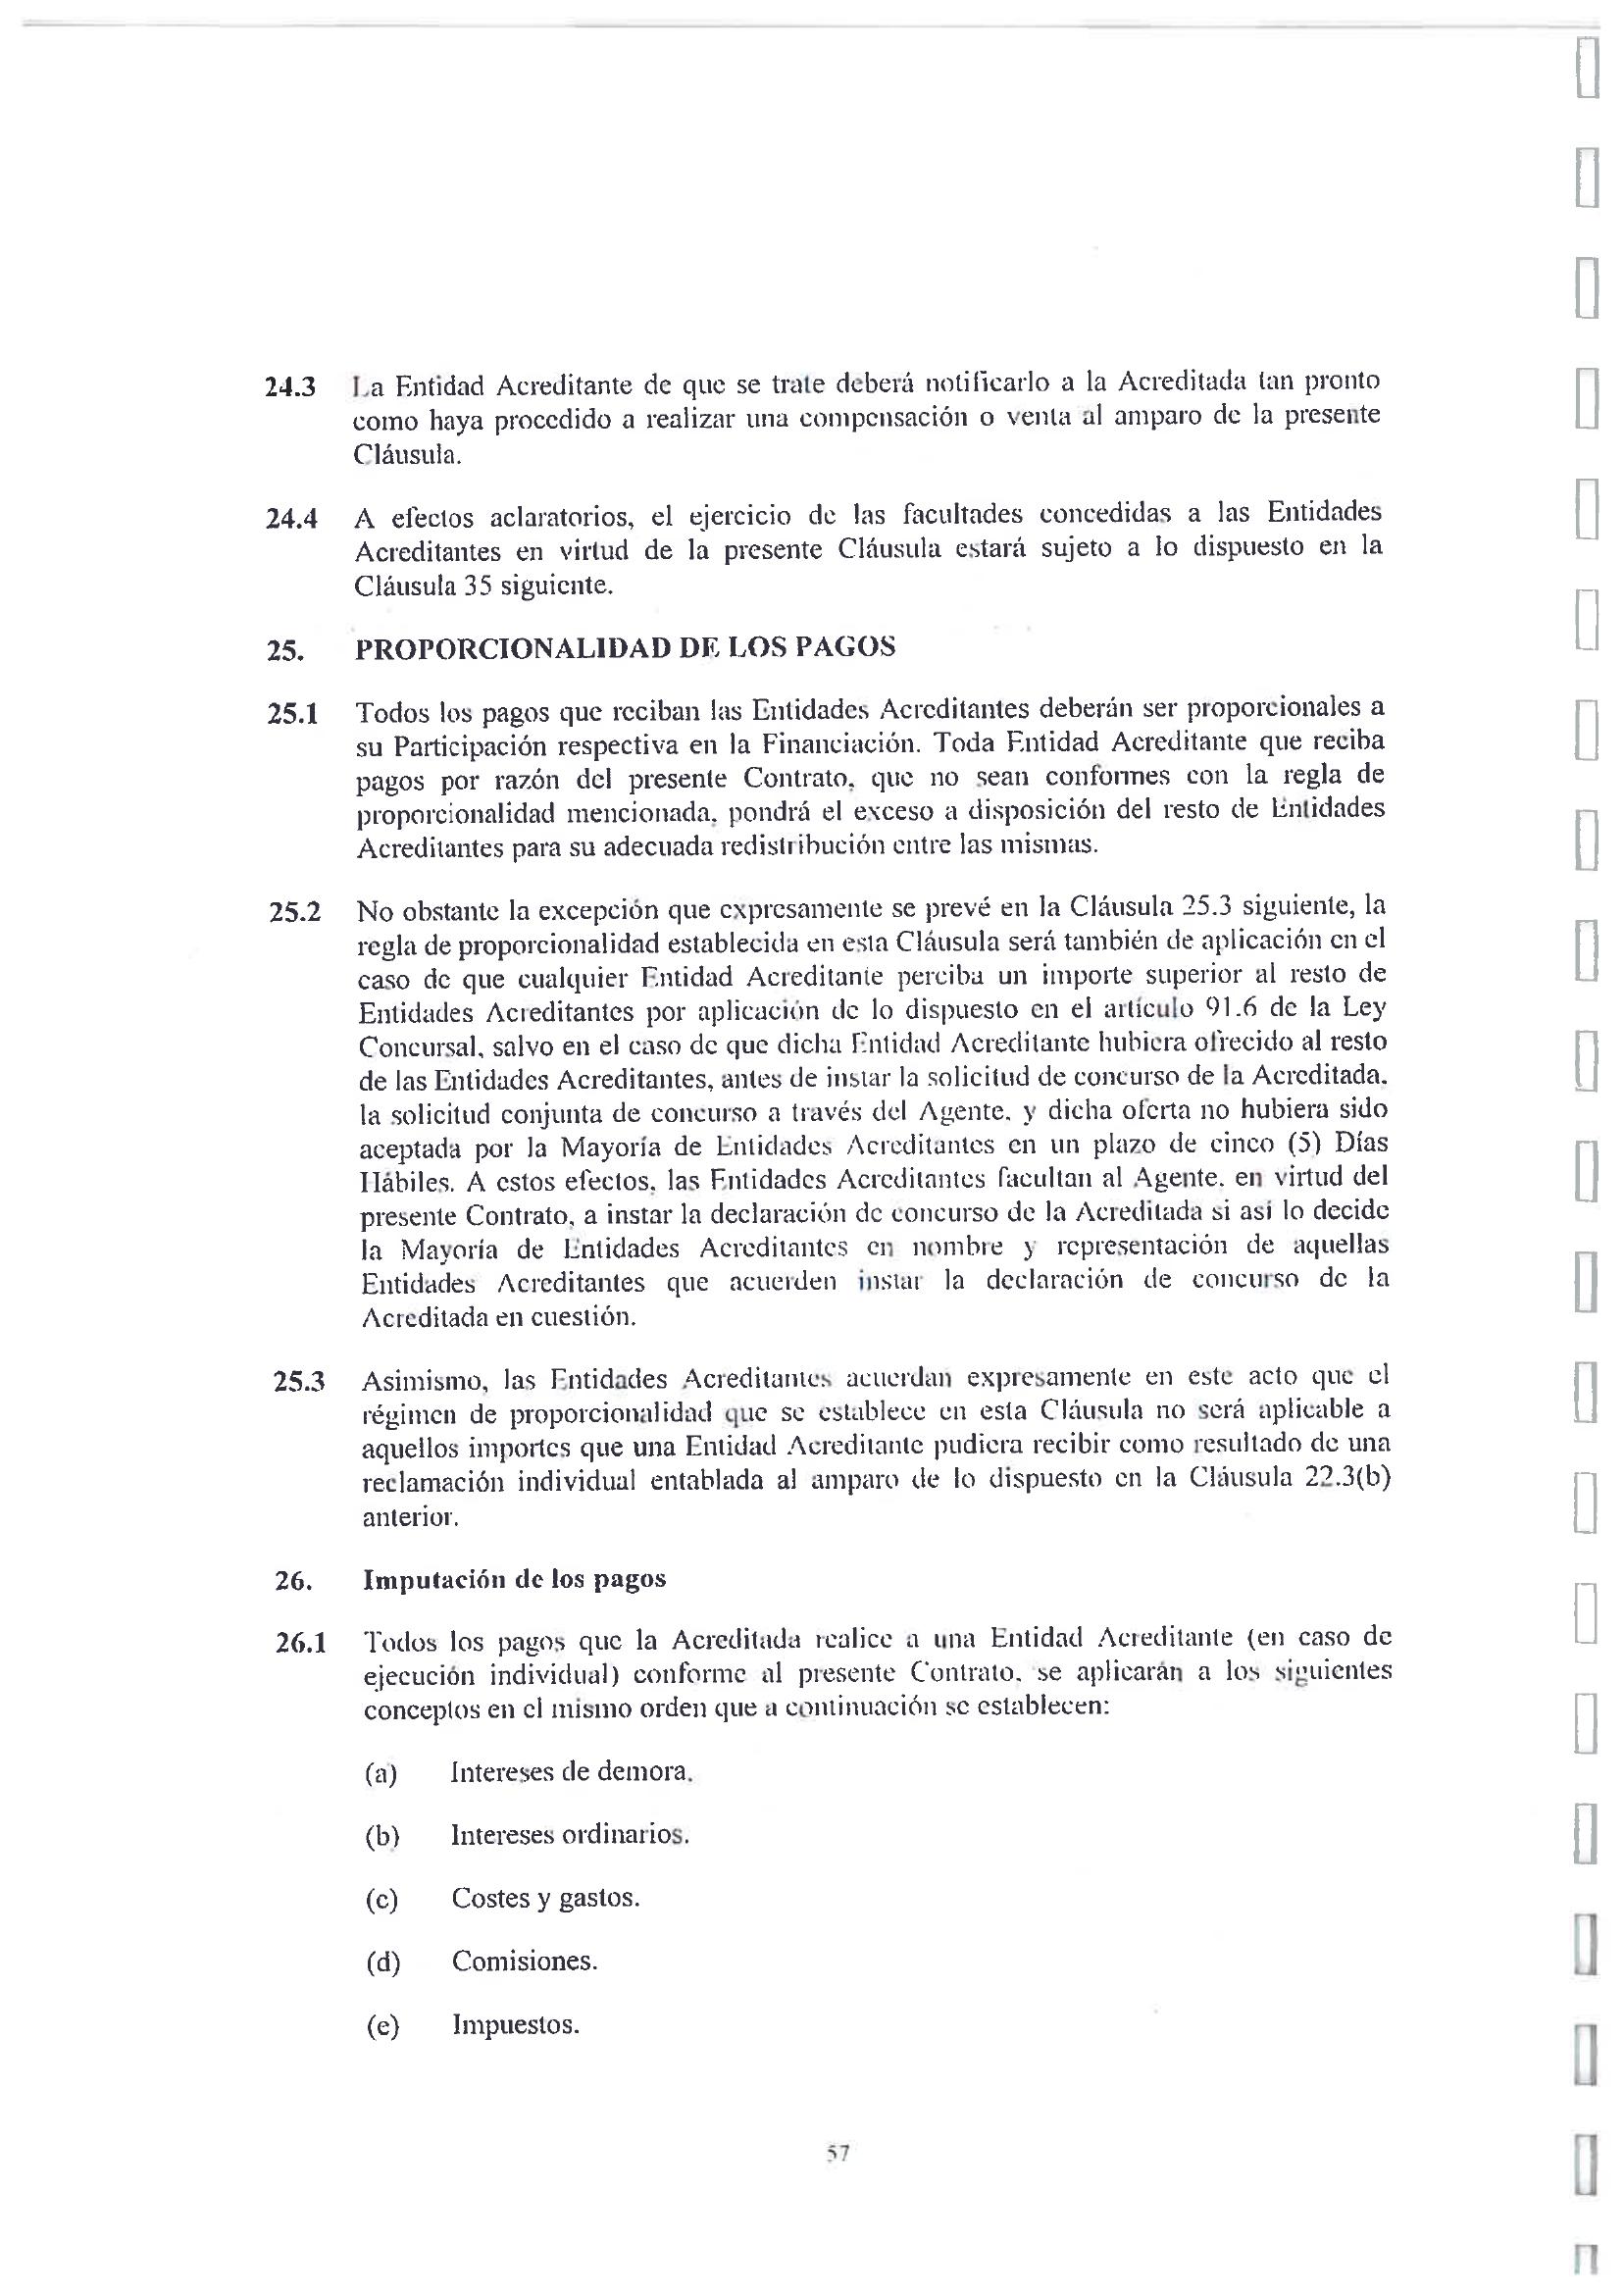 24.3 La Entidad Acreditante de que se trate deberá notificarlo a la Acreditada tan pronto
como haya procedido a realizar una compensación o venta al amparo de la presente
Cláusula.
24.4 A efectos aclaratorios, el ejercicio de las facultades concedidas a las Entidades
Acreditantes en virtud de la presente Cláusula estará sujeto a lo dispuesto en la
Cláusula 35 siguiente.
25. PROPORCIONALIDAD DE LOS PAGOS
25.1 Todos los pagos que reciban las Entidades Acreditantes deberán ser proporcionales a
su Participación respectiva en la Financiación. Toda Entidad Acreditante que reciba
pagos por razón del presente Contrato, que no sean conformes con la regla de
proporcionalidad mencionada, pondrá el exceso a disposición del resto de Entidades
Acreditantes para su adecuada redistribución entre las mismas.
25.2 No obstante la excepción que expresamente se prevé en la Cláusula 25.3 siguiente, la
regla de proporcionalidad establecida en esta Cláusula será también de aplicación en el
caso de que cualquier Entidad Acreditante perciba un importe superior al resto de
Entidades Acreditantes por aplicación de lo dispuesto en el artículo 91.6 de la Ley
Concursal, salvo en el caso de que dicha Entidad Acreditante hubiera ofrecido al resto
de las Entidades Acreditantes, antes de instar la solicitud de concurso de la Acreditada,
la solicitud conjunta de concurso a través del Agente, y dicha oferta no hubiera sido
aceptada por la Mayoría de Entidades Acreditantes en un plazo de cinco (5) Días
Hábiles. A estos efectos, las Entidades Acreditantes facultan al Agente, en virtud del
presente Contrato, a instar la declaración de concurso de la Acreditada si así lo decide
la Mayoría de Entidades Acreditantes en nombre y representación de aquellas
Entidades Acreditantes que acuerden instar la declaración de concurso de la
Acreditada en cuestión.
25.3 Asimismo, las Entidades Acreditantes acuerdan expresamente en este acto que el
régimen de proporcionalidad que se establece en esta Cláusula no será aplicable a
aquellos importes que una Entidad Acreditante pudiera recibir como resultado de una
reclamación individual entablada al amparo de lo dispuesto en la Cláusula 22.3(b)
anterior.
26. Imputación de los pagos
26.1 Todos los pagos que la Acreditada realice a una Entidad Acreditante (en caso de
ejecución individual) conforme al presente Contrato, se aplicarán a los siguientes
conceptos en el mismo orden que a continuación se establecen:
(a) Intereses de demora.
(b) Intereses ordinarios.
(c) Costes y gastos.
(d) Comisiones.
(e) Impuestos.
57